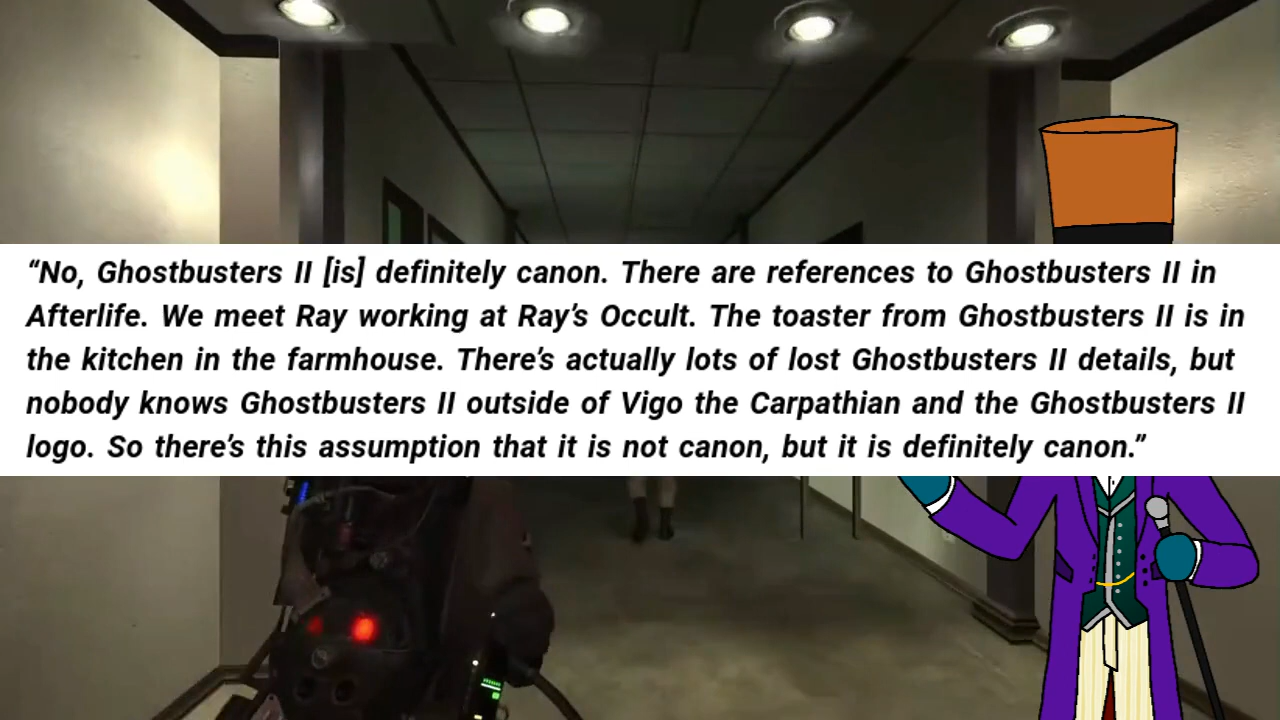 “No, Ghostbusters II [is] definitely canon. There are references to Ghostbusters II in
Afterlife. We meet Ray working at Ray’s Occult. The toaster from Ghostbusters II is in
the kitchen in the farmhouse. There’s actually lots of lost Ghostbusters II details, but
nobody knows Ghostbusters II outside of Vigo the Carpathian and the Ghostbusters II
logo. So there’s this assumption that it is not canon, but it is definitely canon.”